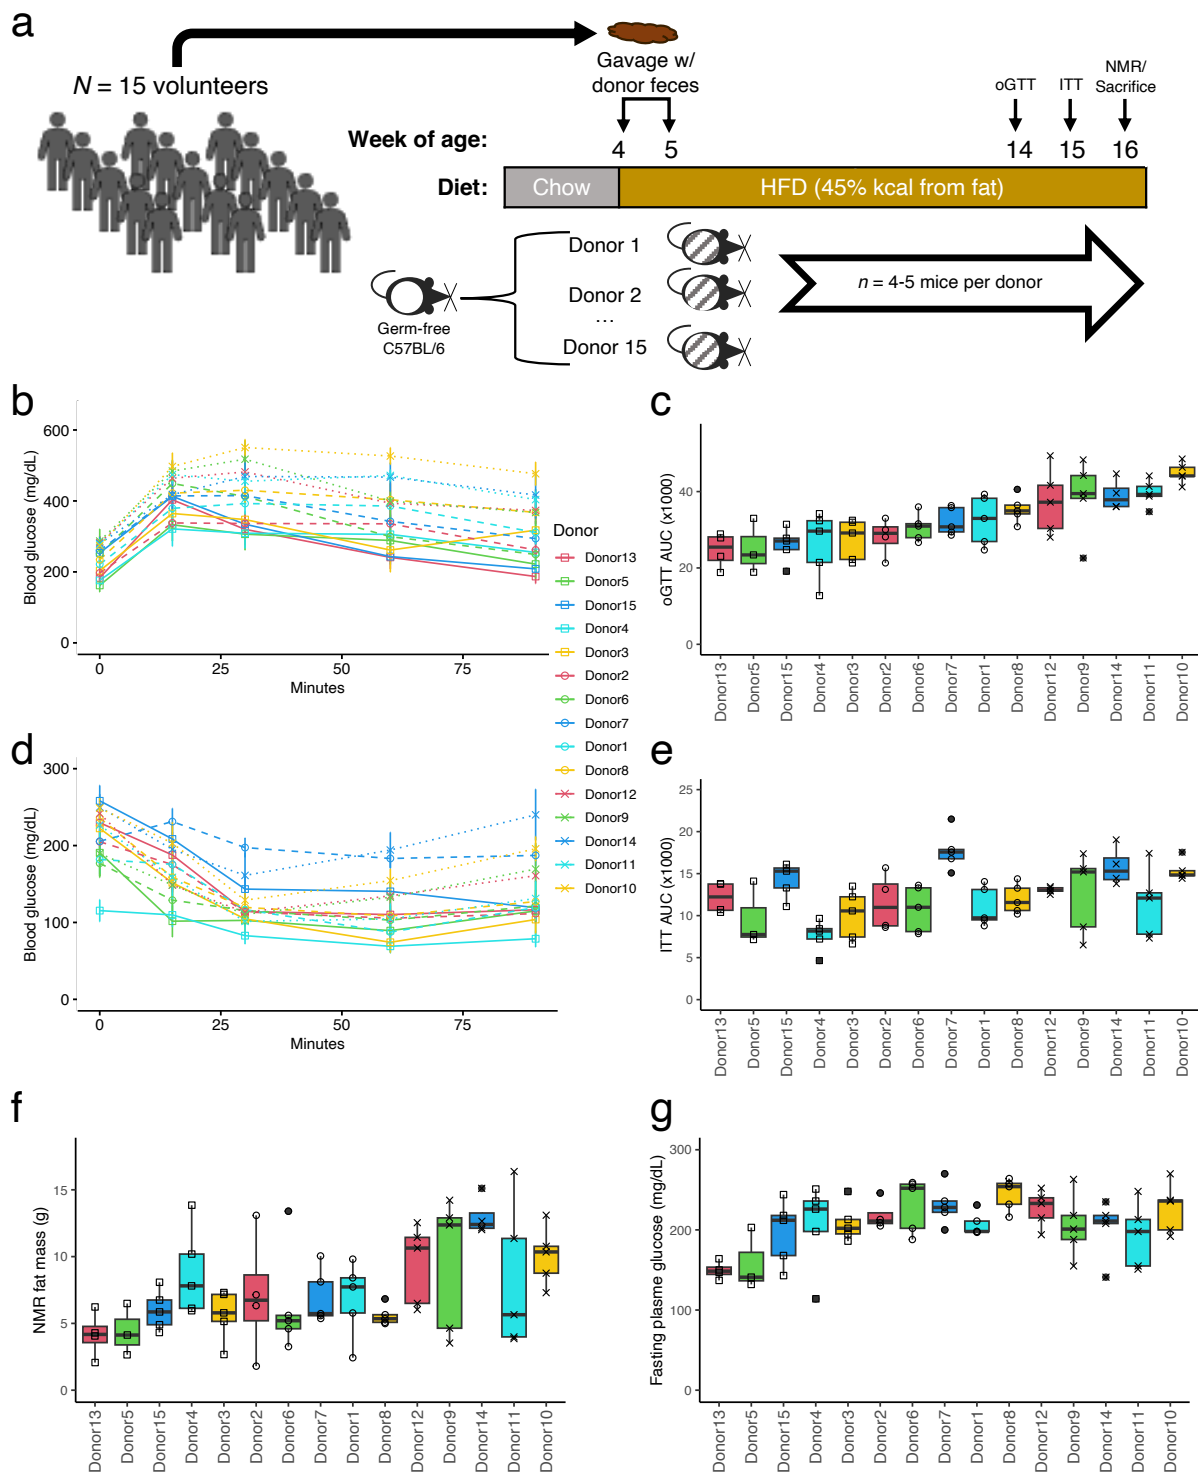 a
N = 15 volunteers
Gavage w/
donor feces
oGTT
ITT
NMR/
Sacrifice
Week of age:
4
5
14
15
16
Diet:
Chow
HFD (45% kcal from fat)
Germ-free
C57BL/6
Donor 1
Donor 2
...
Donor 15
n = 4-5 mice per donor
b
Blood glucose (mg/dL)
600
400
200
0
0
25
50
75
Minutes
Donor
Donor13
Donor5
Donor15
Donor4
Donor3
Donor2
Donor6
Donor7
Donor1
Donor8
Donor12
Donor9
Donor14
Donor11
Donor10
c
oGTT AUC (x1000)
40
20
0
Donor13
Donor5
Donor15
Donor4
Donor3
Donor2
Donor6
Donor7
Donor1
Donor8
Donor12
Donor9
Donor14
Donor11
Donor10
d
Blood glucose (mg/dL)
300
200
100
0
0
25
50
75
Minutes
e
ITT AUC (x1000)
25
20
15
10
5
0
Donor13
Donor5
Donor15
Donor4
Donor3
Donor2
Donor6
Donor7
Donor1
Donor8
Donor12
Donor9
Donor14
Donor11
Donor10
f
NMR fat mass (g)
15
10
5
0
Donor13
Donor5
Donor15
Donor4
Donor3
Donor2
Donor6
Donor7
Donor1
Donor8
Donor12
Donor9
Donor14
Donor11
Donor10
g
Fasting plasme glucose (mg/dL)
300
200
100
0
Donor13
Donor5
Donor15
Donor4
Donor3
Donor2
Donor6
Donor7
Donor1
Donor8
Donor12
Donor9
Donor14
Donor11
Donor10